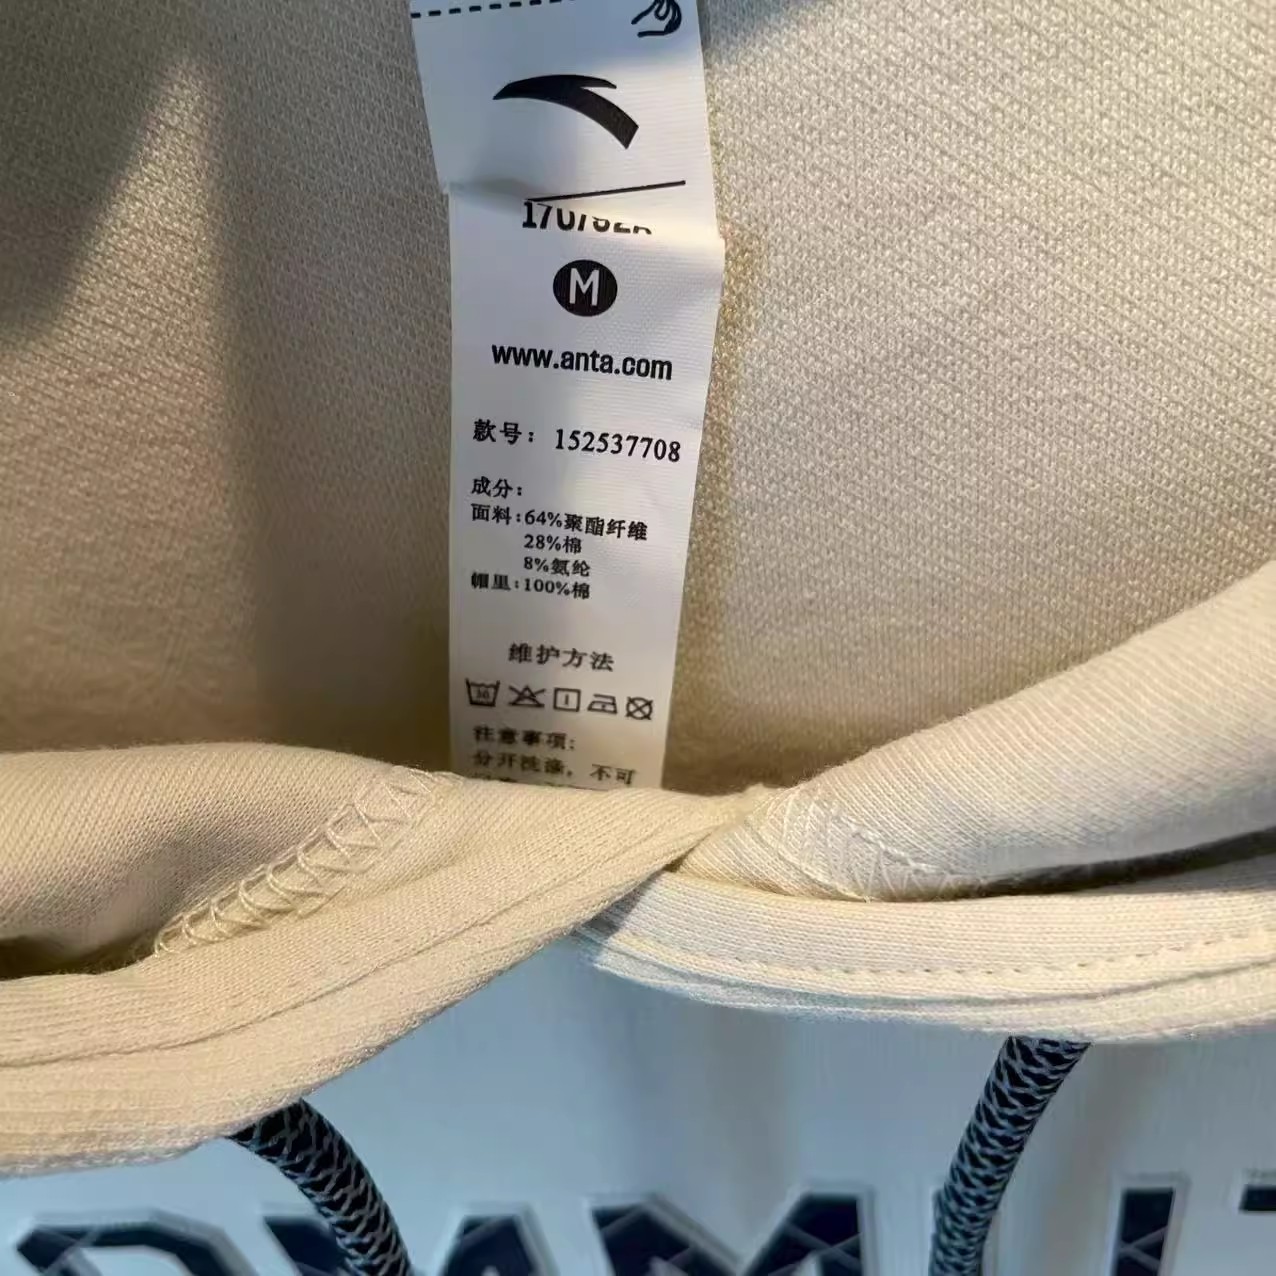 M
www.anta.com
款号: 152537708
成分:
面料:64%聚酯纤维
28%棉
8%氨纶
帽里:100%棉
维护方法
30
注意事项:
分开洗涤,不可